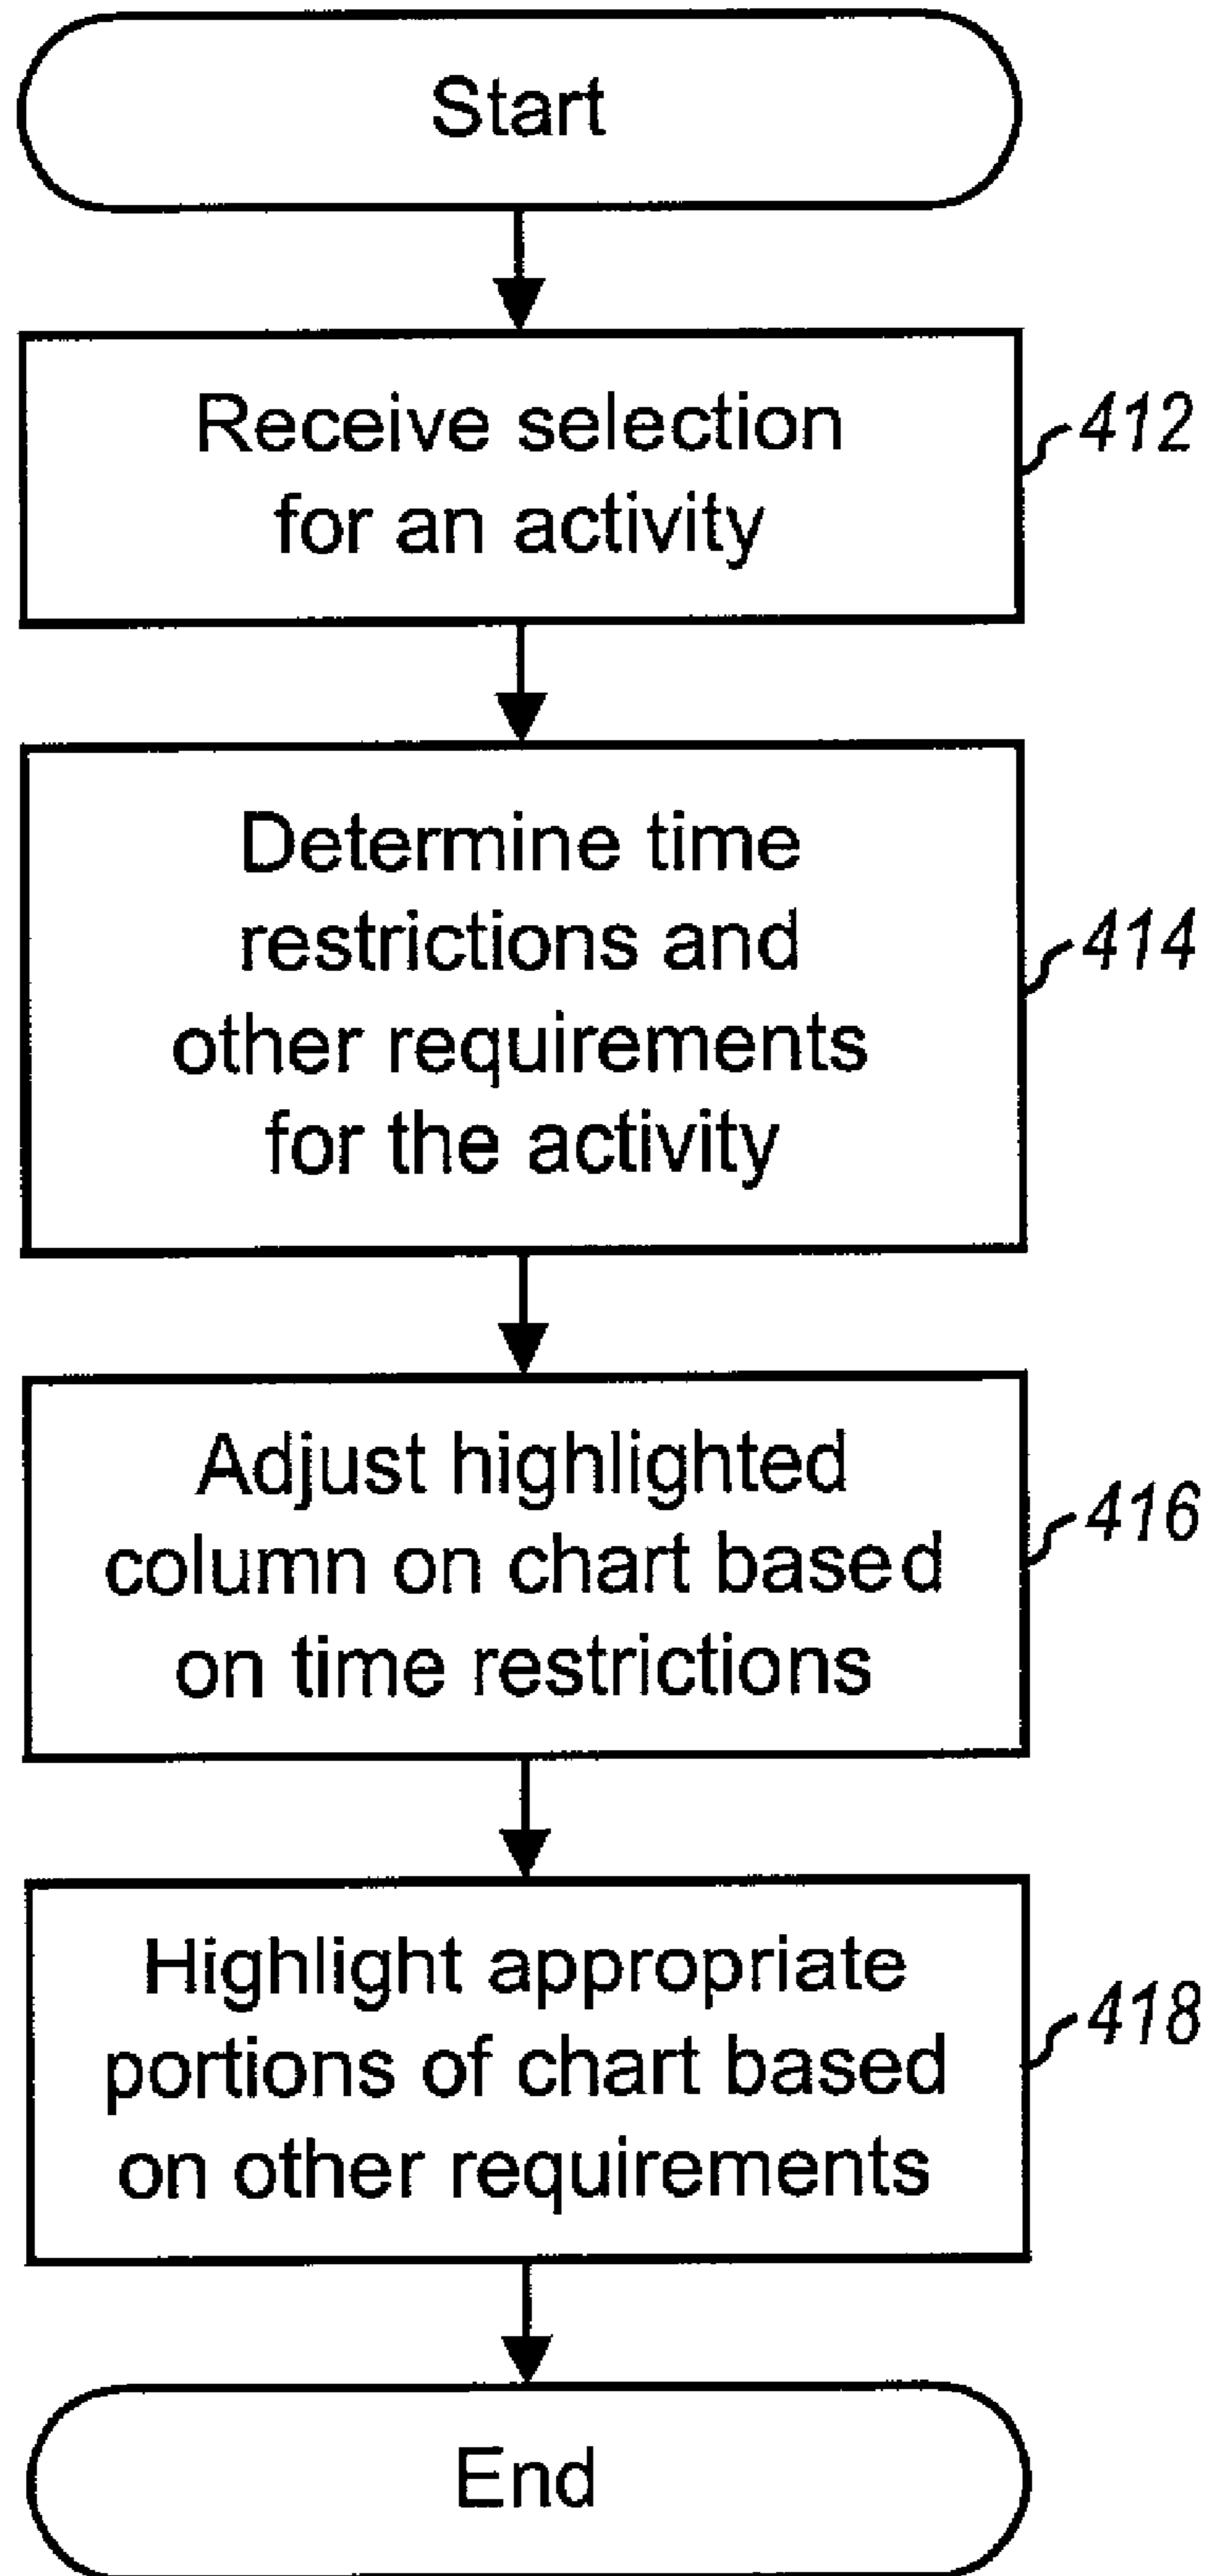 Start
Receive selection
for an activity
412
Determine time
restrictions and
other requirements
for the activity
414
Adjust highlighted
column on chart based
on time restrictions
416
Highlight appropriate
portions of chart based
on other requirements
418
End